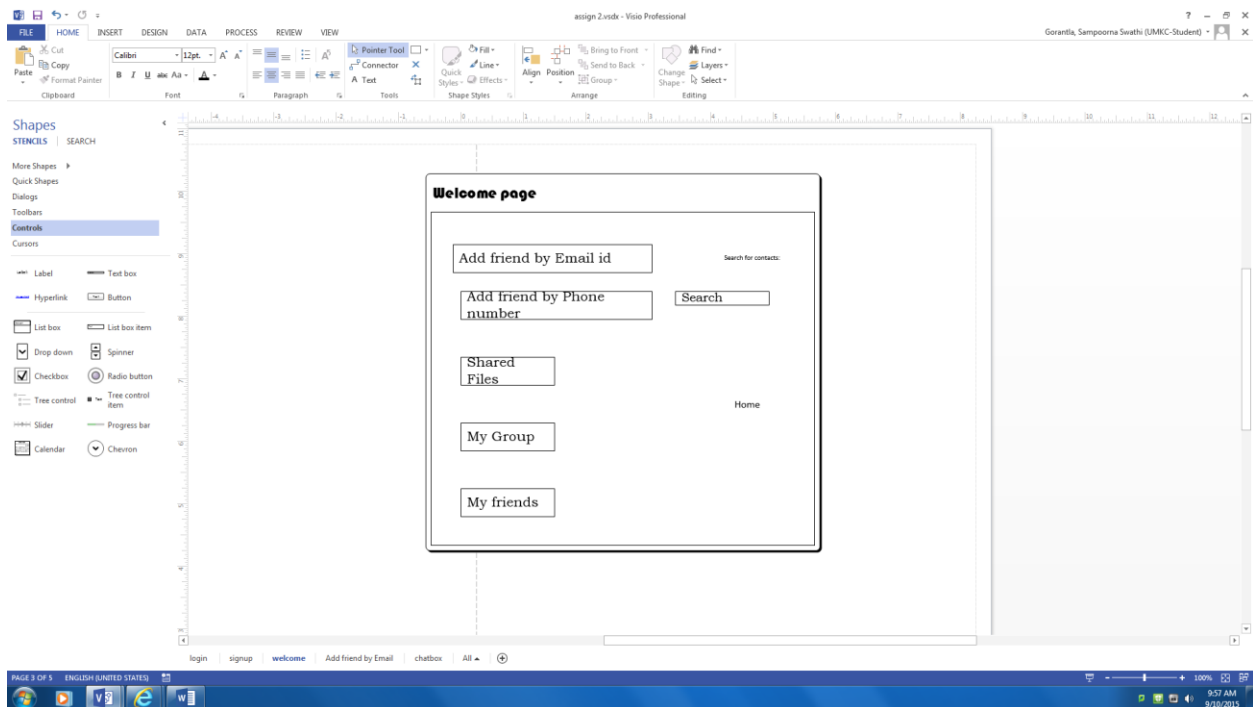 assign 2.vsdx - Visio Professional
FILE HOME INSERT DESIGN DATA PROCESS REVIEW VIEW
Gorantla, Sampoorna Swathi (UMKC-Student)
Paste
Cut
Copy
Format Painter
Clipboard
Calibri 12pt.
B I U abc Aa A
Font
Paragraph
Pointer Tool
Connector
A Text
Tools
Quick Styles
Fill
Line
Effects
Shape Styles
Align
Position
Bring to Front
Send to Back
Group
Arrange
Change Shape
Find
Layers
Select
Editing
Shapes
STENCILS SEARCH
More Shapes
Quick Shapes
Dialogs
Toolbars
Controls
Cursors
Label Text box
Hyperlink Button
List box List box item
Drop down Spinner
Checkbox Radio button
Tree control Tree control item
Slider Progress bar
Calendar Chevron
Welcome page
Add friend by Email id
Search for contacts:
Add friend by Phone
number
Search
Shared
Files
Home
My Group
My friends
login signup welcome Add friend by Email chatbox All
PAGE 3 OF 5 ENGLISH (UNITED STATES)
100%
9:57 AM
9/10/2015